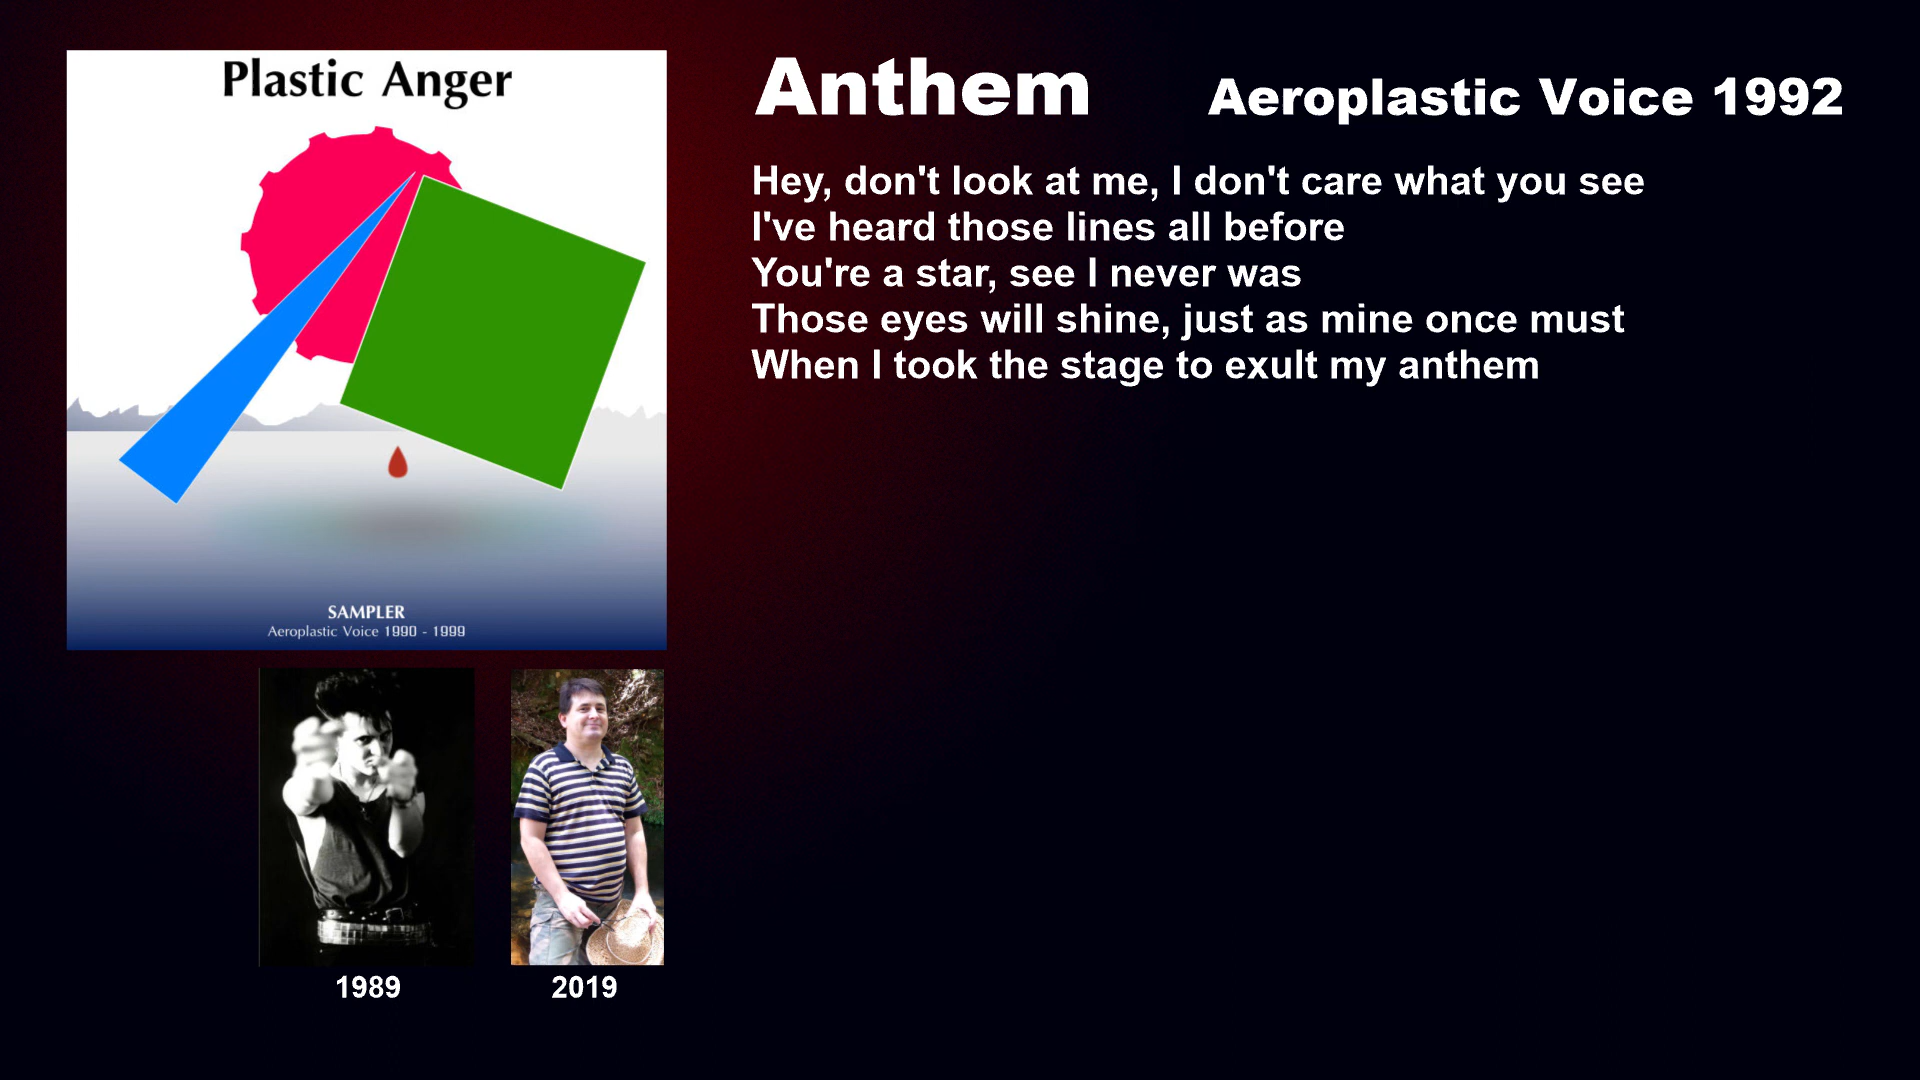 Plastic Anger
SAMPLER
Aeroplastic Voice 1990 - 1999
1989
2019
Anthem
Aeroplastic Voice 1992
Hey, don't look at me, I don't care what you see
I've heard those lines all before
You're a star, see I never was
Those eyes will shine, just as mine once must
When I took the stage to exult my anthem